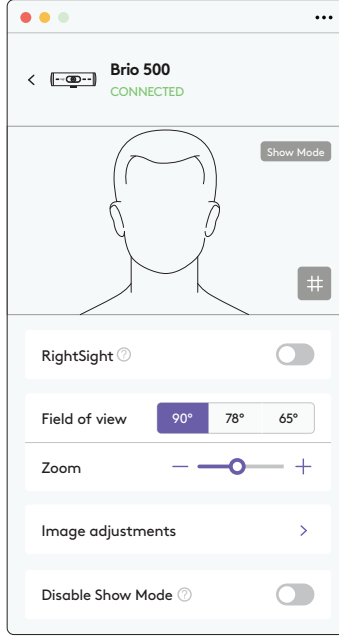 Brio 500
CONNECTED
Show Mode
RightSight
Field of view 90° 78° 65°
Zoom
Image adjustments
Disable Show Mode